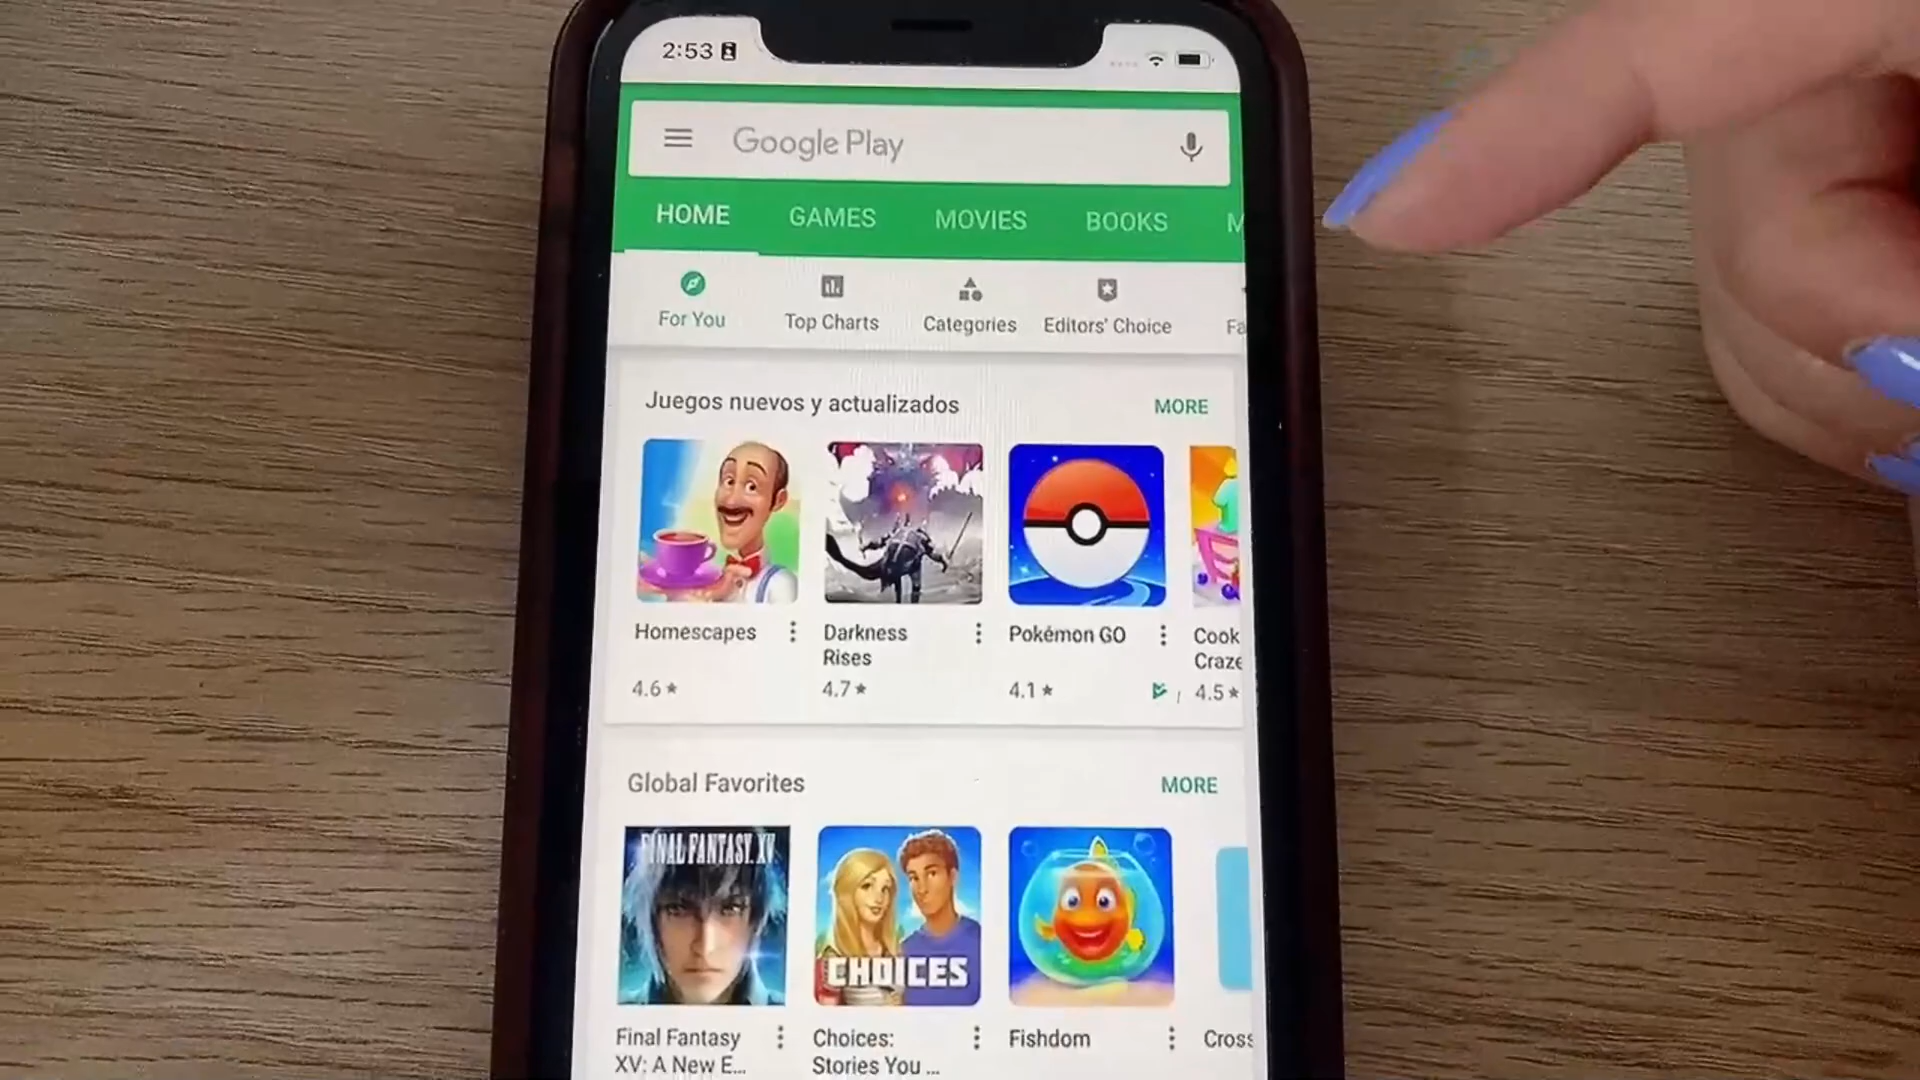 2:53
Google Play
HOME GAMES MOVIES BOOKS M
For You Top Charts Categories Editors' Choice Fa
Juegos nuevos y actualizados MORE
Homescapes Darkness Rises Pokémon GO Cook Craze
4.6★ 4.7★ 4.1★ 4.5★
Global Favorites MORE
FINAL FANTASY XV
CHOICES
Final Fantasy XV: A New E... Choices: Stories You ... Fishdom Cross